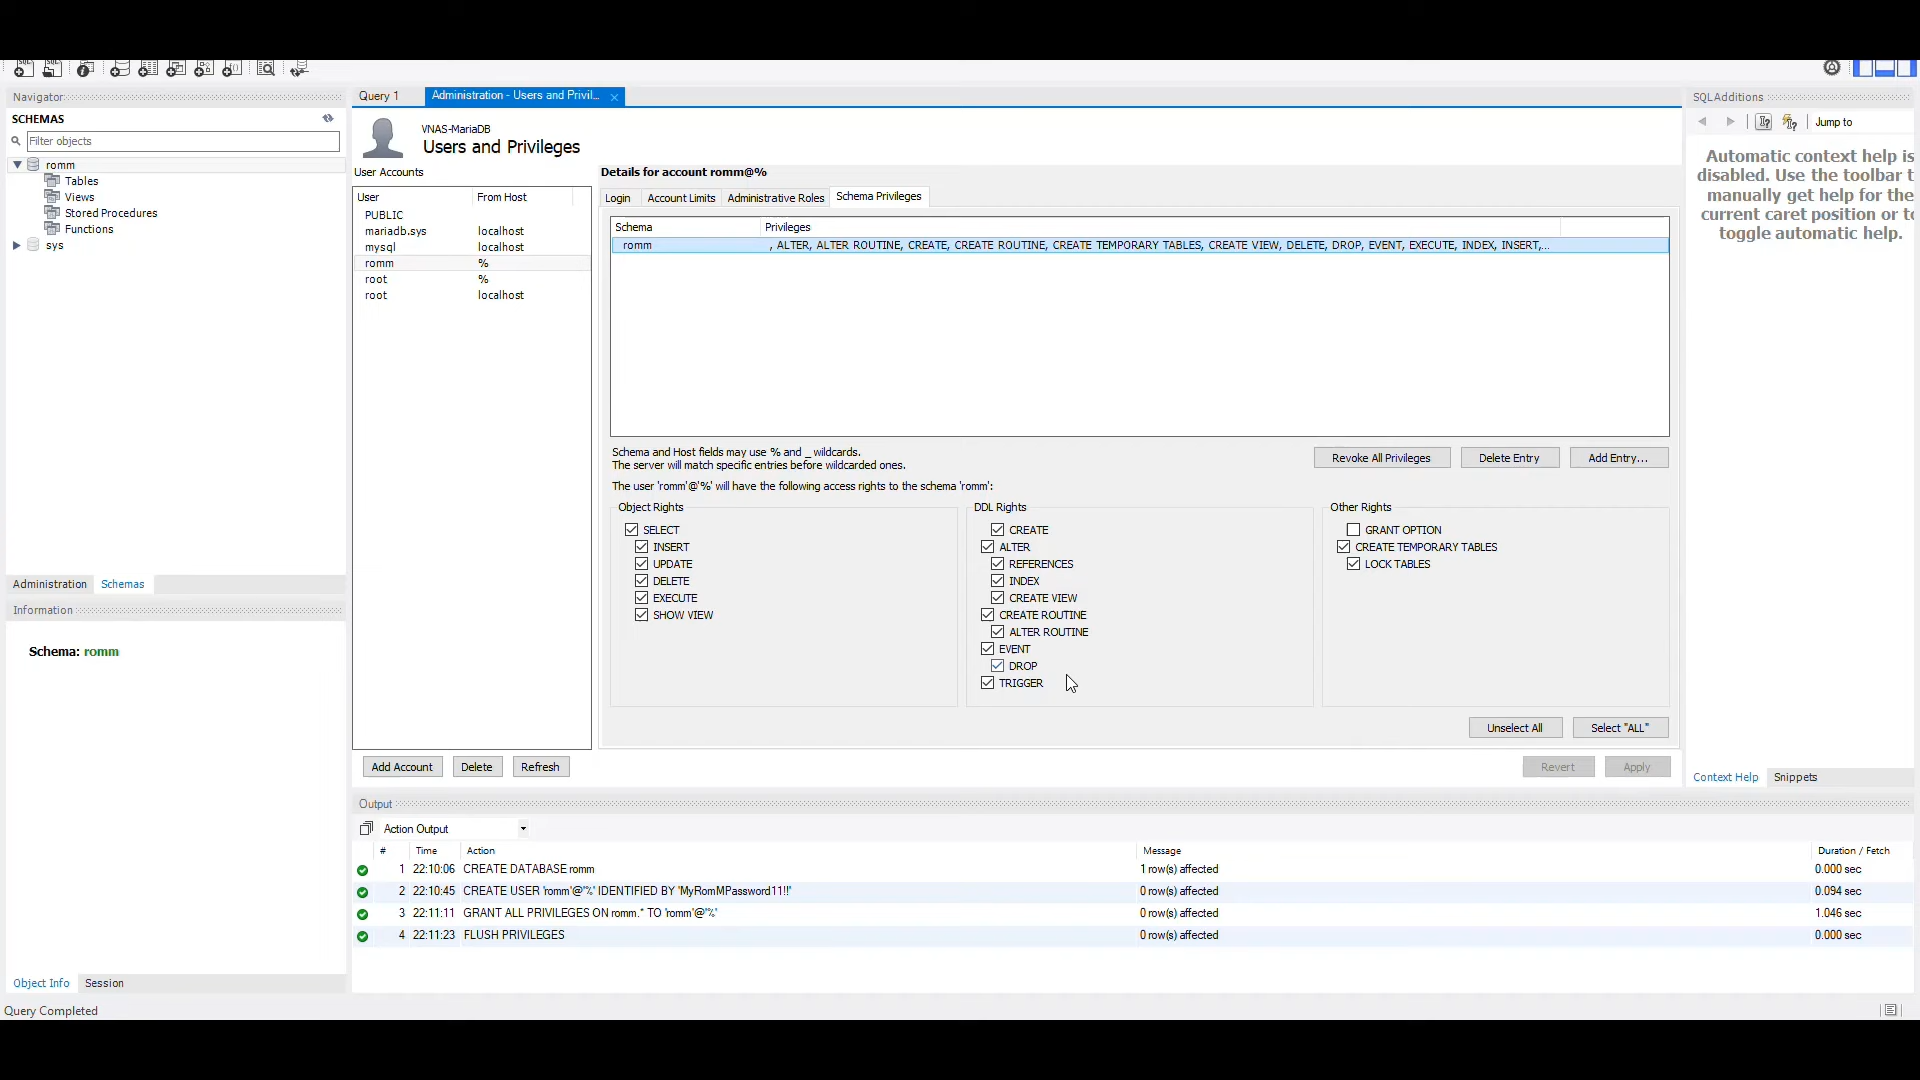 Navigator
SCHEMAS
Filter objects
romm
Tables
Views
Stored Procedures
Functions
sys
Administration Schemas
Information
Schema: romm
Object Info Session
Query Completed
Query 1 Administration - Users and Privil...
VNAS-MariaDB
Users and Privileges
User Accounts
User From Host
PUBLIC
mariadb.sys localhost
mysql localhost
romm %
root %
root localhost
Add Account Delete Refresh
Details for account romm@%
Login Account Limits Administrative Roles Schema Privileges
Schema Privileges
romm , ALTER, ALTER ROUTINE, CREATE, CREATE ROUTINE, CREATE TEMPORARY TABLES, CREATE VIEW, DELETE, DROP, EVENT, EXECUTE, INDEX, INSERT,...
Schema and Host fields may use % and _ wildcards.
The server will match specific entries before wildcarded ones.
Revoke All Privileges Delete Entry Add Entry...
The user 'romm'@'%' will have the following access rights to the schema 'romm':
Object Rights
SELECT
INSERT
UPDATE
DELETE
EXECUTE
SHOW VIEW
DDL Rights
CREATE
ALTER
REFERENCES
INDEX
CREATE VIEW
CREATE ROUTINE
ALTER ROUTINE
EVENT
DROP
TRIGGER
Other Rights
GRANT OPTION
CREATE TEMPORARY TABLES
LOCK TABLES
Unselect All Select "ALL"
Revert Apply
Output
Action Output
# Time Action Message Duration / Fetch
1 22:10:06 CREATE DATABASE romm 1 row(s) affected 0.000 sec
2 22:10:45 CREATE USER 'romm'@'%' IDENTIFIED BY 'MyRomMPassword11!!' 0 row(s) affected 0.094 sec
3 22:11:11 GRANT ALL PRIVILEGES ON romm.* TO 'romm'@'%' 0 row(s) affected 1.046 sec
4 22:11:23 FLUSH PRIVILEGES 0 row(s) affected 0.000 sec
SQLAdditions
Jump to
Automatic context help is
disabled. Use the toolbar t
manually get help for the
current caret position or to
toggle automatic help.
Context Help Snippets